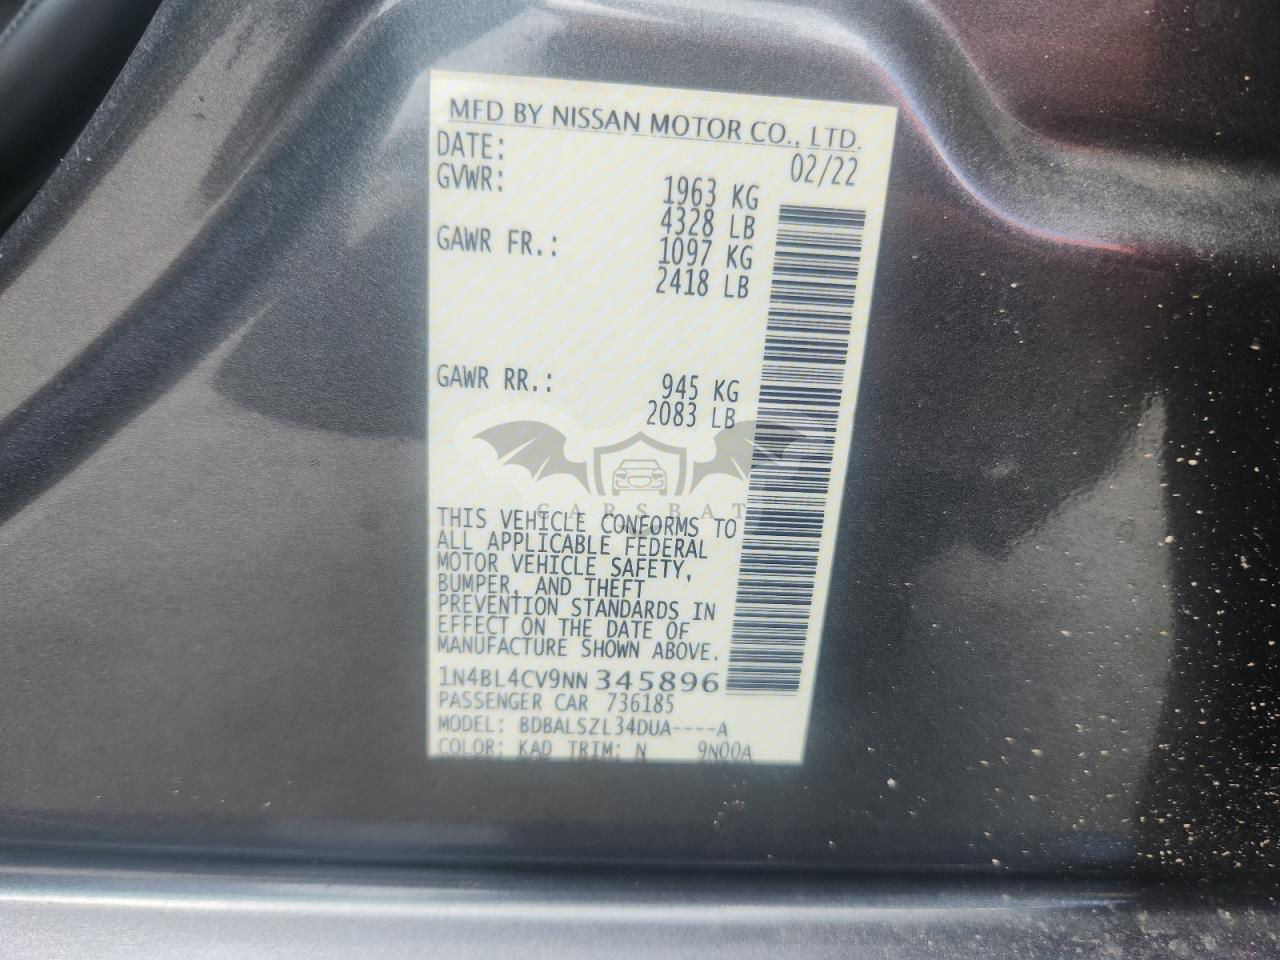 MFD BY NISSAN MOTOR CO., LTD.
DATE: 02/22
GVWR: 1963 KG
4328 LB
GAWR FR.: 1097 KG
2418 LB
GAWR RR.: 945 KG
2083 LB
CARSBAT
THIS VEHICLE CONFORMS TO
ALL APPLICABLE FEDERAL
MOTOR VEHICLE SAFETY,
BUMPER, AND THEFT
PREVENTION STANDARDS IN
EFFECT ON THE DATE OF
MANUFACTURE SHOWN ABOVE.
1N4BL4CV9NN345896
PASSENGER CAR 736185
MODEL: BDBALSZL34DUA----A
COLOR: KAD TRIM: N 9N00A